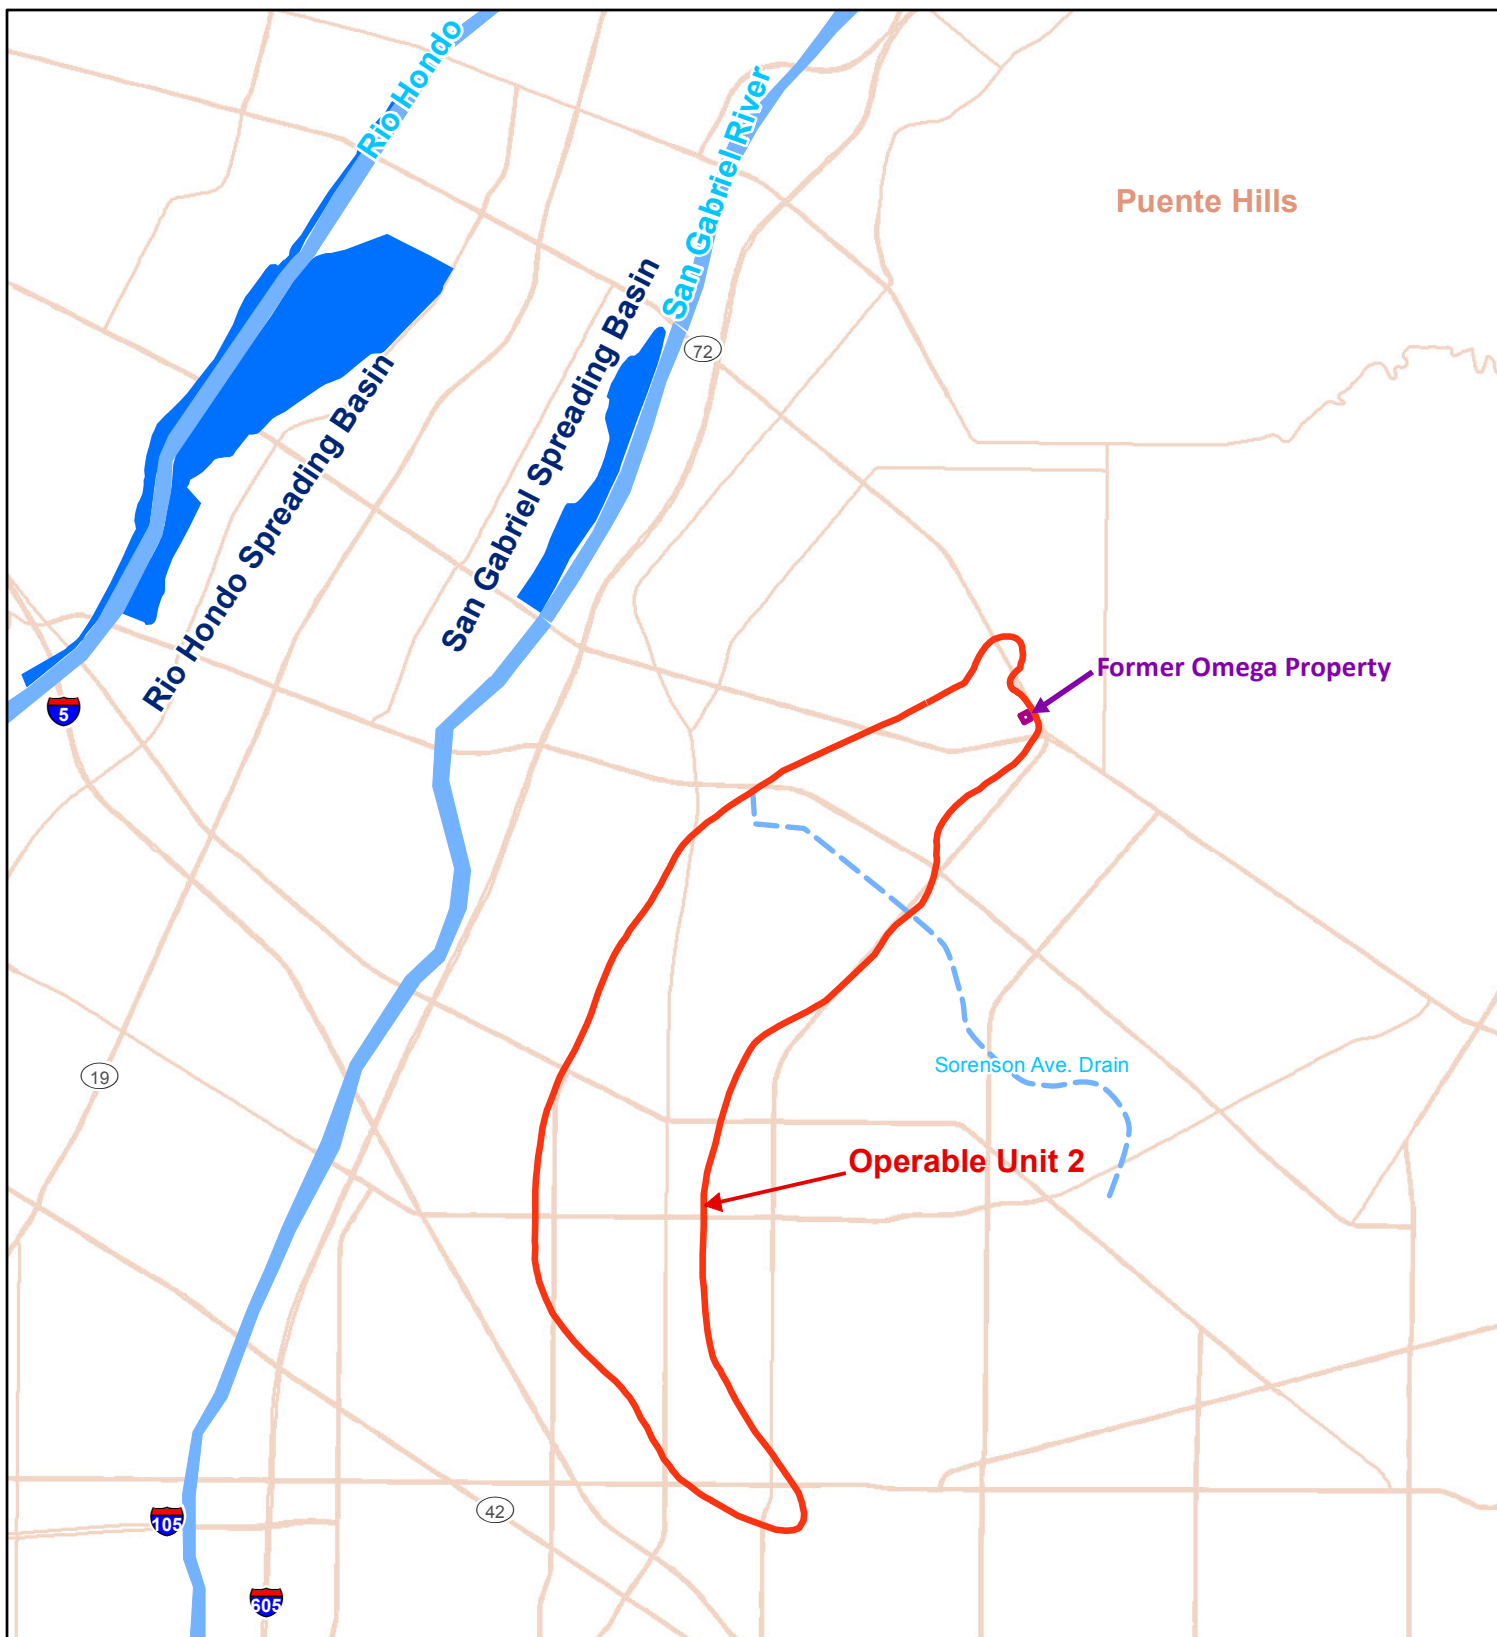 Rio Hondo
San Gabriel River
Puente Hills
San Gabriel Spreading Basin
72
Rio Hondo Spreading Basin
Former Omega Property
5
Sorenson Ave. Drain
19
Operable Unit 2
42
105
605